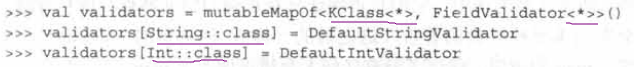 >>> val validators = mutableMapOf<KClass<*>, FieldValidator<*>>()
>>> validators[String::class] = DefaultStringValidator
>>> validators[Int::class] = DefaultIntValidator